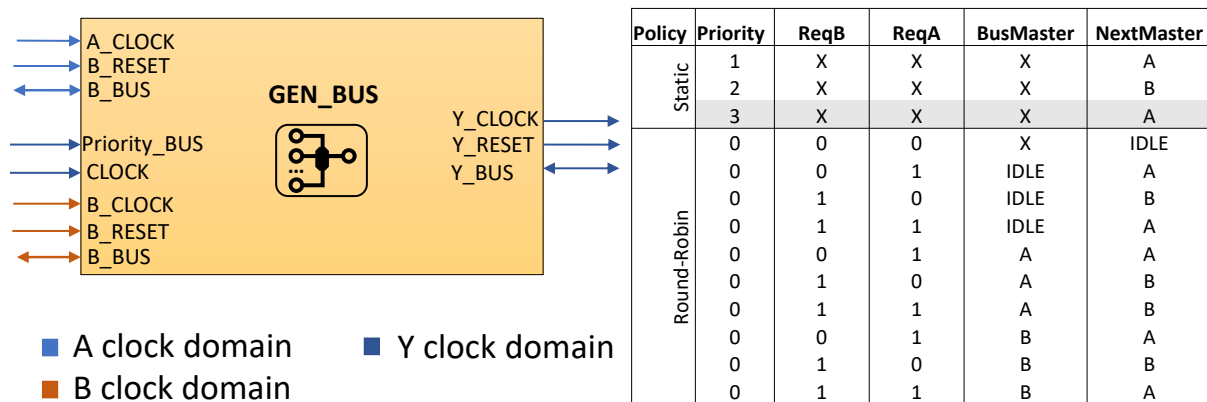 A_CLOCK
B_RESET
B_BUS
Priority_BUS
CLOCK
B_CLOCK
B_RESET
B_BUS
GEN_BUS
...
Y_CLOCK
Y_RESET
Y_BUS
A clock domain
Y clock domain
B clock domain
Policy Priority ReqB ReqA BusMaster NextMaster
Static
1 X X X A
2 X X X B
3 X X X A
Round-Robin
0 0 0 X IDLE
0 0 1 IDLE A
0 1 0 IDLE B
0 1 1 IDLE A
0 0 1 A A
0 1 0 A B
0 1 1 A B
0 0 1 B A
0 1 0 B B
0 1 1 B A